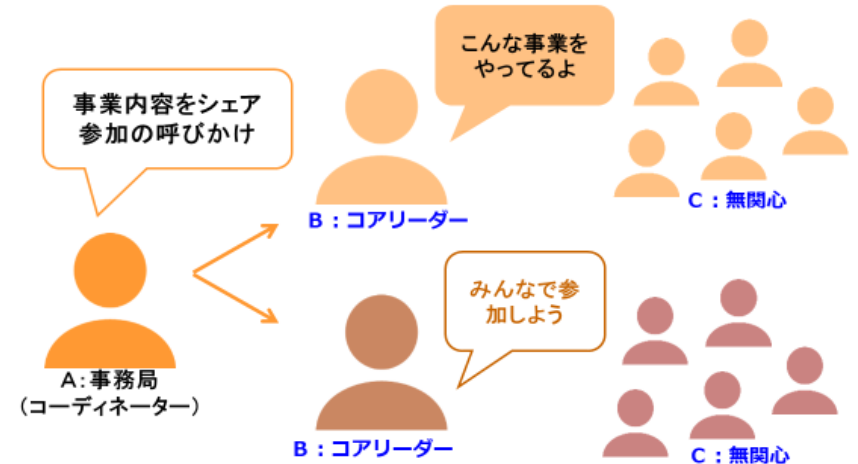 事業内容をシェア
参加の呼びかけ
A：事務局
（コーディネーター）
こんな事業を
やってるよ
B：コアリーダー
C：無関心
みんなで参
加しよう
B：コアリーダー
C：無関心